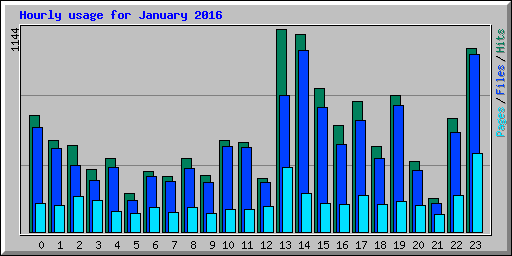 Hourly usage for January 2016
1144
Pages/Files/Hits
0 1 2 3 4 5 6 7 8 9 10 11 12 13 14 15 16 17 18 19 20 21 22 23